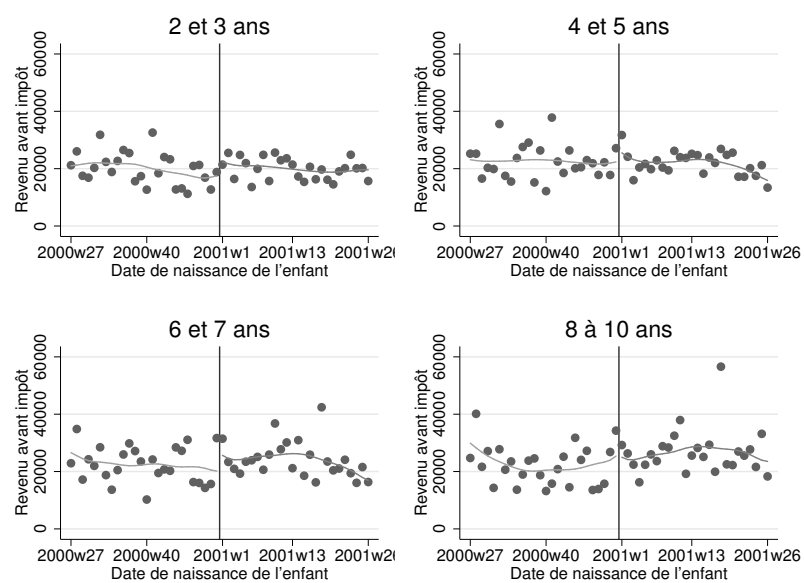 2 et 3 ans
Revenu avant impôt
0 20000 40000 60000
2000w27 2000w40 2001w1 2001w13 2001w26
Date de naissance de l'enfant
4 et 5 ans
Revenu avant impôt
0 20000 40000 60000
2000w27 2000w40 2001w1 2001w13 2001w26
Date de naissance de l'enfant
6 et 7 ans
Revenu avant impôt
0 20000 40000 60000
2000w27 2000w40 2001w1 2001w13 2001w26
Date de naissance de l'enfant
8 à 10 ans
Revenu avant impôt
0 20000 40000 60000
2000w27 2000w40 2001w1 2001w13 2001w26
Date de naissance de l'enfant